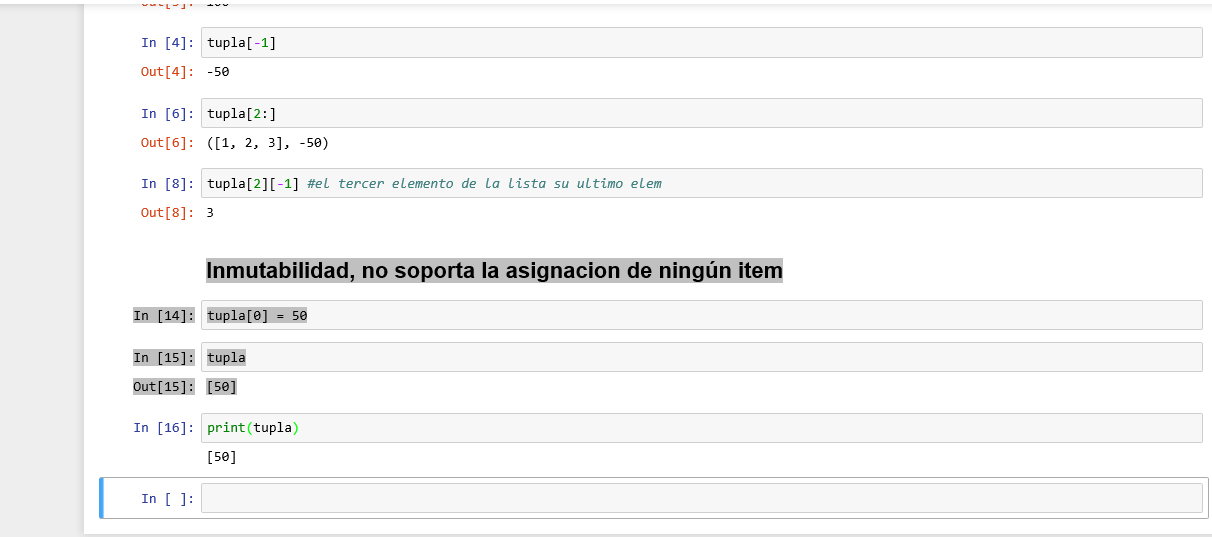 In [4]: tupla[-1]
Out[4]: -50
In [6]: tupla[2:]
Out[6]: ([1, 2, 3], -50)
In [8]: tupla[2][-1] #el tercer elemento de la lista su ultimo elem
Out[8]: 3
Inmutabilidad, no soporta la asignacion de ningún item
In [14]: tupla[0] = 50
In [15]: tupla
Out[15]: [50]
In [16]: print(tupla)
[50]
In [ ]: